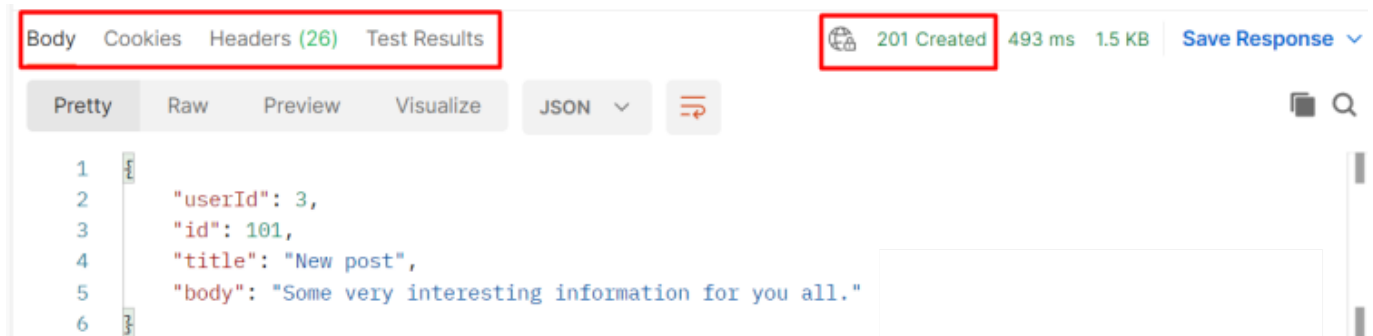 Body Cookies Headers (26) Test Results 201 Created 493 ms 1.5 KB Save Response
Pretty Raw Preview Visualize JSON
1 {
2 "userId": 3,
3 "id": 101,
4 "title": "New post",
5 "body": "Some very interesting information for you all."
6 }